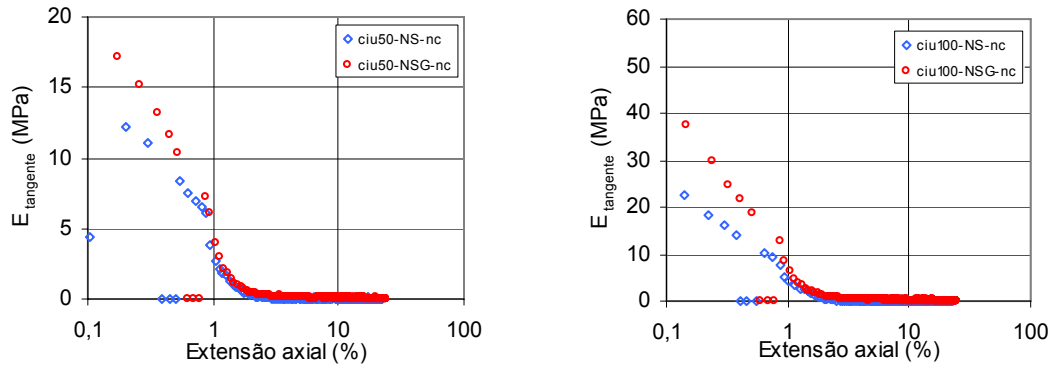 20
15
10
5
0
E tangente (MPa)
0,1
1
10
100
Extensão axial (%)
ciu50-NS-nc
ciu50-NSG-nc
60
50
40
30
20
10
0
E tangente (MPa)
0,1
1
10
100
Extensão axial (%)
ciu100-NS-nc
ciu100-NSG-nc